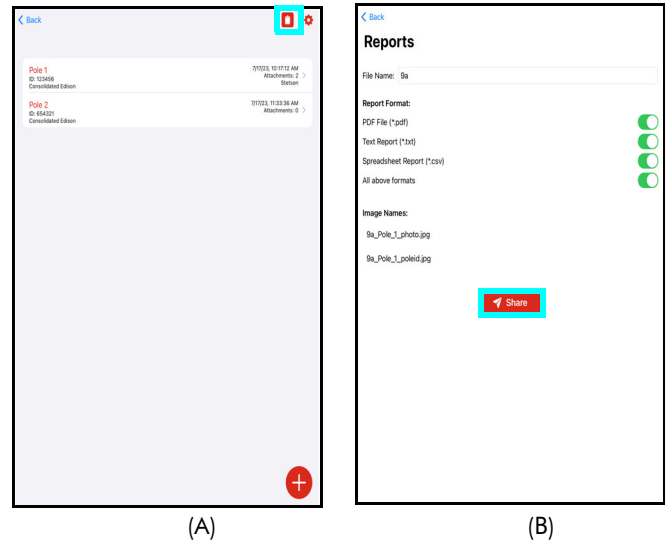 Back
Pole 1
ID: 123456
Consolidated Edison
7/17/23, 10:17:12 AM
Attachments: 2
Stetson
Pole 2
ID: 654321
Consolidated Edison
7/17/23, 11:33:36 AM
Attachments: 0
(A)
Back
Reports
File Name: 9a
Report Format:
PDF File (*.pdf)
Text Report (*.txt)
Spreadsheet Report (*.csv)
All above formats
Image Names:
9a_Pole_1_photo.jpg
9a_Pole_1_poleid.jpg
Share
(B)